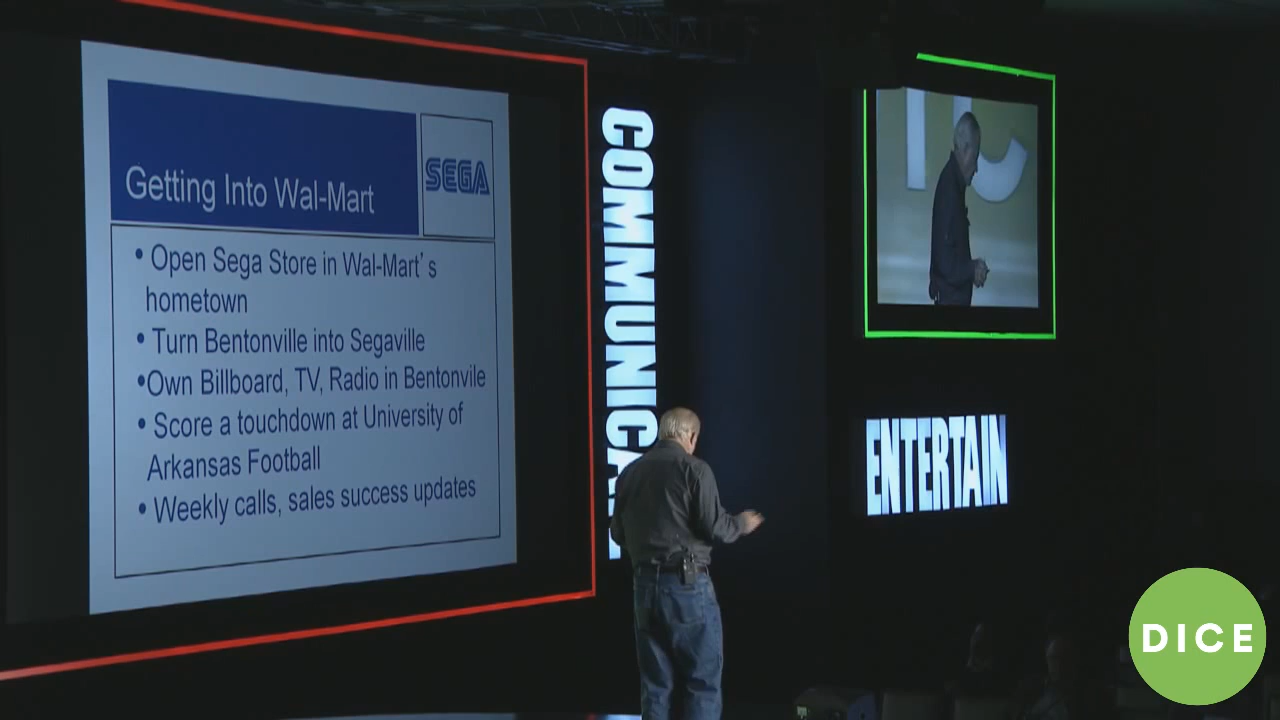 Getting Into Wal-Mart
SEGA
• Open Sega Store in Wal-Mart's
hometown
• Turn Bentonville into Segaville
•Own Billboard, TV, Radio in Bentonvile
• Score a touchdown at University of
Arkansas Football
• Weekly calls, sales success updates
COMMUNICA
ENTERTAIN
DICE